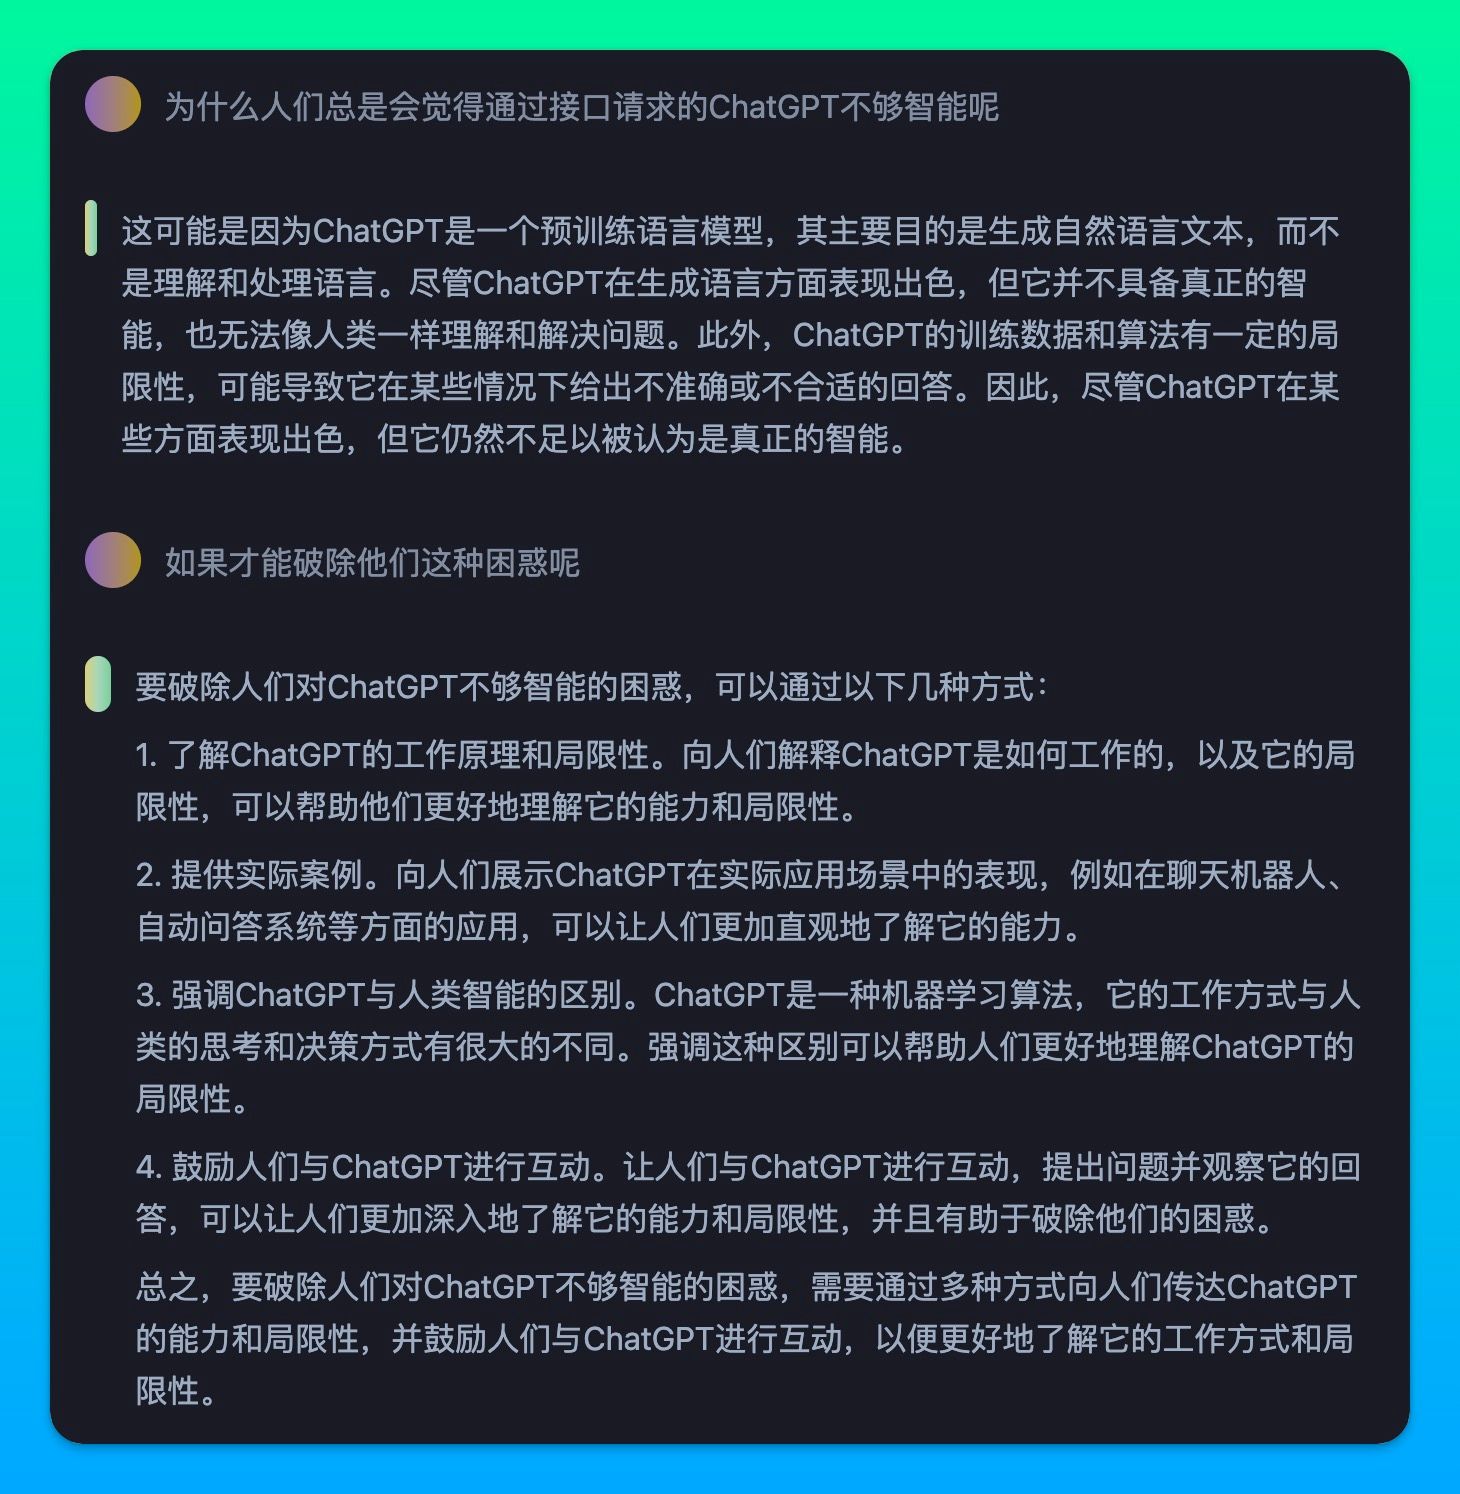 为什么人们总是会觉得通过接口请求的ChatGPT不够智能呢
这可能是因为ChatGPT是一个预训练语言模型，其主要目的是生成自然语言文本，而不
是理解和处理语言。尽管ChatGPT在生成语言方面表现出色，但它并不具备真正的智
能，也无法像人类一样理解和解决问题。此外，ChatGPT的训练数据和算法有一定的局
限性，可能导致它在某些情况下给出不准确或不合适的回答。因此，尽管ChatGPT在某
些方面表现出色，但它仍然不足以被认为是真正的智能。
如果才能破除他们这种困惑呢
要破除人们对ChatGPT不够智能的困惑，可以通过以下几种方式：
1. 了解ChatGPT的工作原理和局限性。向人们解释ChatGPT是如何工作的，以及它的局
限性，可以帮助他们更好地理解它的能力和局限性。
2. 提供实际案例。向人们展示ChatGPT在实际应用场景中的表现，例如在聊天机器人、
自动问答系统等方面的应用，可以让人们更加直观地了解它的能力。
3. 强调ChatGPT与人类智能的区别。ChatGPT是一种机器学习算法，它的工作方式与人
类的思考和决策方式有很大的不同。强调这种区别可以帮助人们更好地理解ChatGPT的
局限性。
4. 鼓励人们与ChatGPT进行互动。让人们与ChatGPT进行互动，提出问题并观察它的回
答，可以让人们更加深入地了解它的能力和局限性，并且有助于破除他们的困惑。
总之，要破除人们对ChatGPT不够智能的困惑，需要通过多种方式向人们传达ChatGPT
的能力和局限性，并鼓励人们与ChatGPT进行互动，以便更好地了解它的工作方式和局
限性。